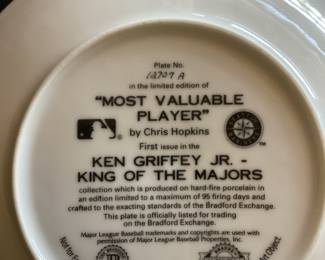 Plate No.
in the limited edition of
"MOST VALUABLE
PLAYER"
by Chris Hopkins
First issue in the
KEN GRIFFEY JR. -
KING OF THE MAJORS
collection which is produced on hard-fire porcelain in
an edition limited to a maximum of 95 firing days and
crafted to the exacting standards of the Bradford Exchange.
This plate is officially listed for trading
on the Bradford Exchange.
Major League Baseball trademarks and copyrights are used with
permission of Major League Baseball Properties, Inc.
Not for
Art Object.